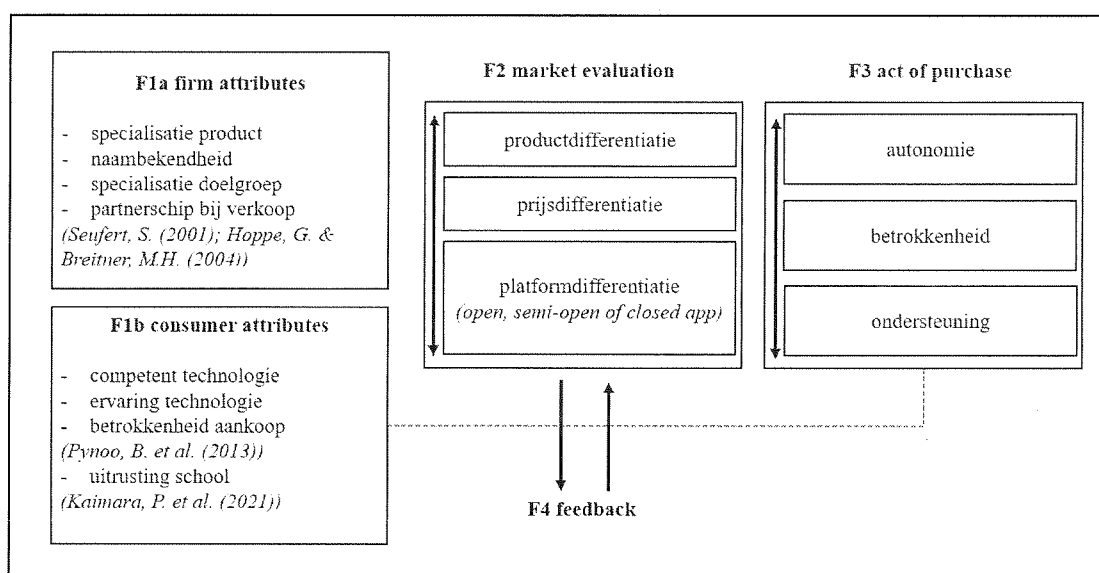 F1a firm attributes
- specialisatie product
- naambekendheid
- specialisatie doelgroep
- partnerschip bij verkoop
(Seufert, S. (2001); Hoppe, G. &
Breitner, M.H. (2004))
F1b consumer attributes
- competent technologie
- ervaring technologie
- betrokkenheid aankoop
(Pynoo, B. et al. (2013))
- uitrusting school
(Kaimara, P. et al. (2021))
F2 market evaluation
productdifferentiatie
prijsdifferentiatie
platformdifferentiatie
(open, semi-open of closed app)
F4 feedback
F3 act of purchase
autonomie
betrokkenheid
ondersteuning